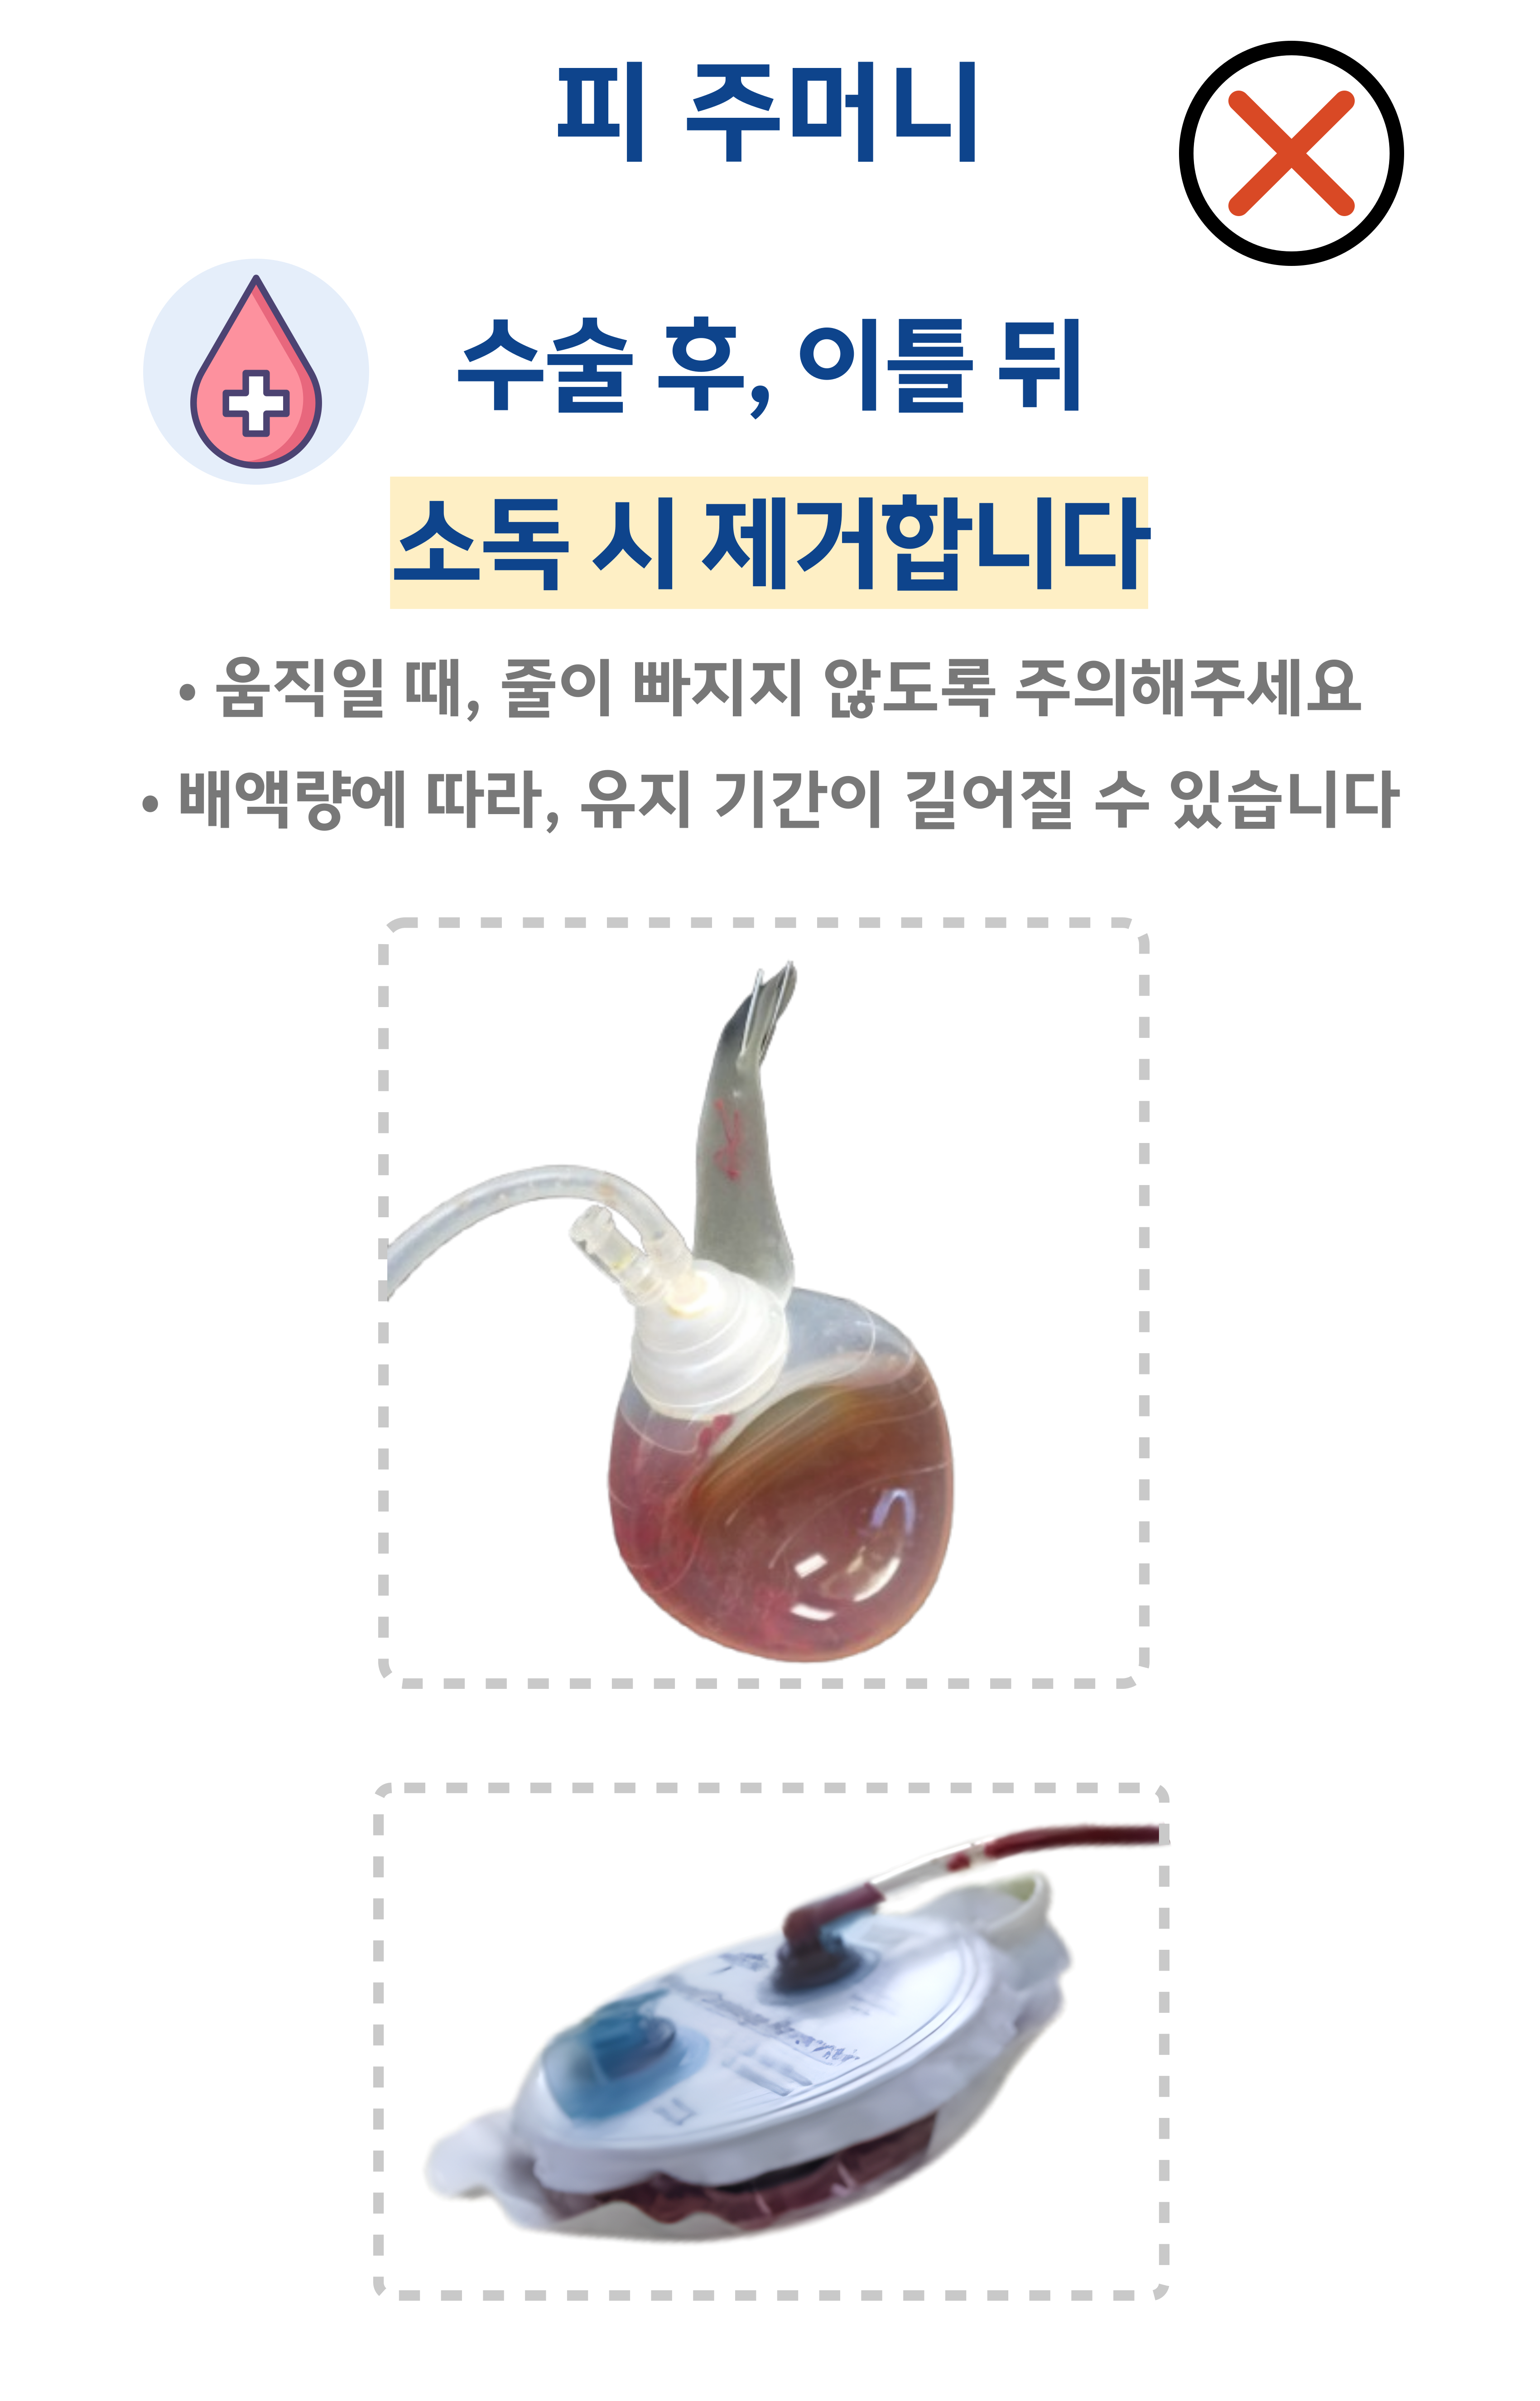 피 주머니
수술 후, 이틀 뒤
소독 시 제거합니다
• 움직일 때, 줄이 빠지지 않도록 주의해주세요
• 배액량에 따라, 유지 기간이 길어질 수 있습니다